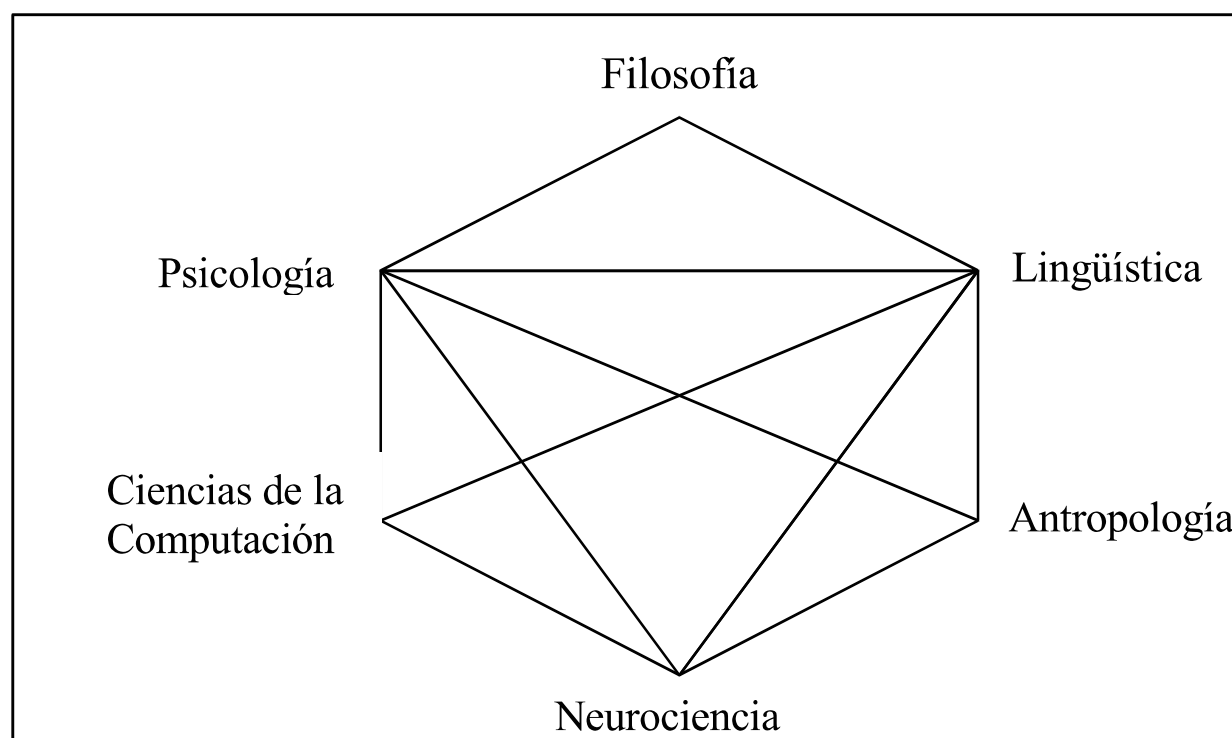 Filosofía
Psicología
Lingüística
Ciencias de la
Computación
Antropología
Neurociencia